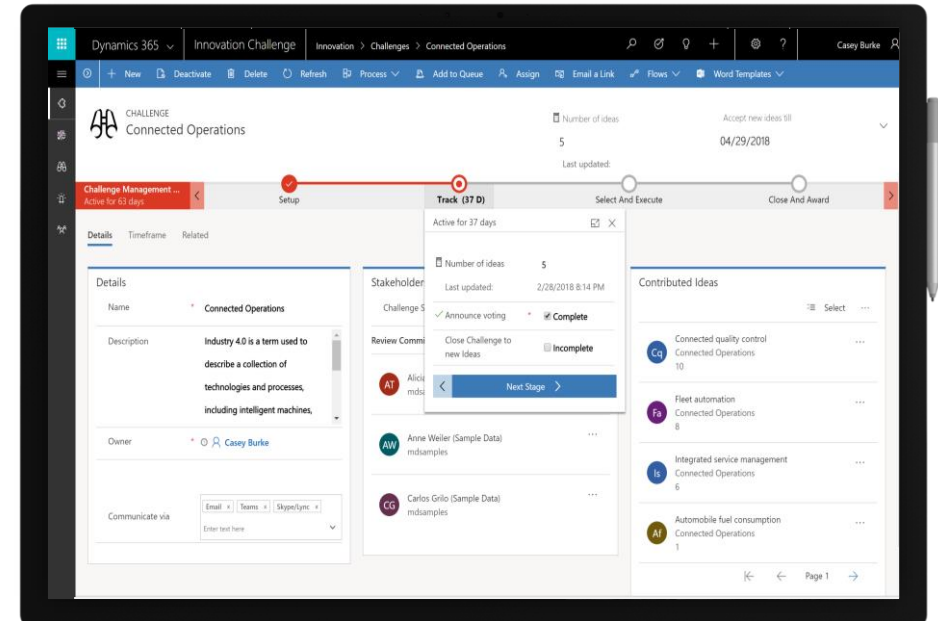 Dynamics 365
Innovation Challenge
Innovation > Challenges > Connected Operations
?
Casey Burke
+ New
Deactivate
Delete
Refresh
Process
Add to Queue
Assign
Email a Link
Flows
Word Templates
CHALLENGE
Connected Operations
Number of ideas
5
Last updated:
Accept new ideas till
04/29/2018
Challenge Management ...
Active for 63 days
Setup
Track (37 D)
Select And Execute
Close And Award
Details
Timeframe
Related
Active for 37 days
Number of ideas 5
Last updated: 2/28/2018 8:14 PM
Announce voting * Complete
Close Challenge to
new Ideas
Incomplete
Next Stage
Details
Name * Connected Operations
Description
Industry 4.0 is a term used to
describe a collection of
technologies and processes,
including intelligent machines,
Owner * Casey Burke
Communicate via
Email x Teams x Skype/Lync x
Enter text here
Stakeholder
Challenge S
Review Commi
AT
Alicia
mdsa
AW
Anne Weiler (Sample Data)
mdsamples
...
CG
Carlos Grilo (Sample Data)
mdsamples
...
Contributed Ideas
Select ...
Cq
Connected quality control
Connected Operations
10
...
Fa
Fleet automation
Connected Operations
8
...
Is
Integrated service management
Connected Operations
6
...
Af
Automobile fuel consumption
Connected Operations
1
...
Page 1